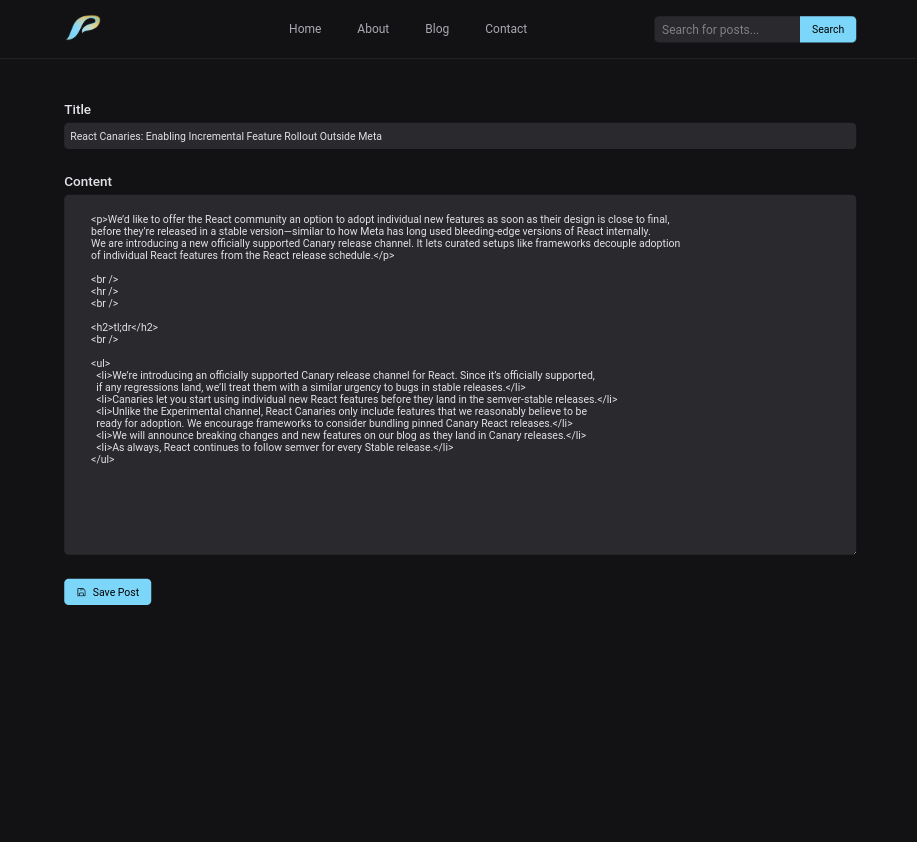 Home About Blog Contact Search for posts... Search
Title
React Canaries: Enabling Incremental Feature Rollout Outside Meta
Content
<p>We’d like to offer the React community an option to adopt individual new features as soon as their design is close to final,
before they’re released in a stable version—similar to how Meta has long used bleeding-edge versions of React internally.
We are introducing a new officially supported Canary release channel. It lets curated setups like frameworks decouple adoption
of individual React features from the React release schedule.</p>
<br />
<hr />
<br />
<h2>tl;dr</h2>
<br />
<ul>
<li>We’re introducing an officially supported Canary release channel for React. Since it’s officially supported,
if any regressions land, we’ll treat them with a similar urgency to bugs in stable releases.</li>
<li>Canaries let you start using individual new React features before they land in the semver-stable releases.</li>
<li>Unlike the Experimental channel, React Canaries only include features that we reasonably believe to be
ready for adoption. We encourage frameworks to consider bundling pinned Canary React releases.</li>
<li>We will announce breaking changes and new features on our blog as they land in Canary releases.</li>
<li>As always, React continues to follow semver for every Stable release.</li>
</ul>
Save Post